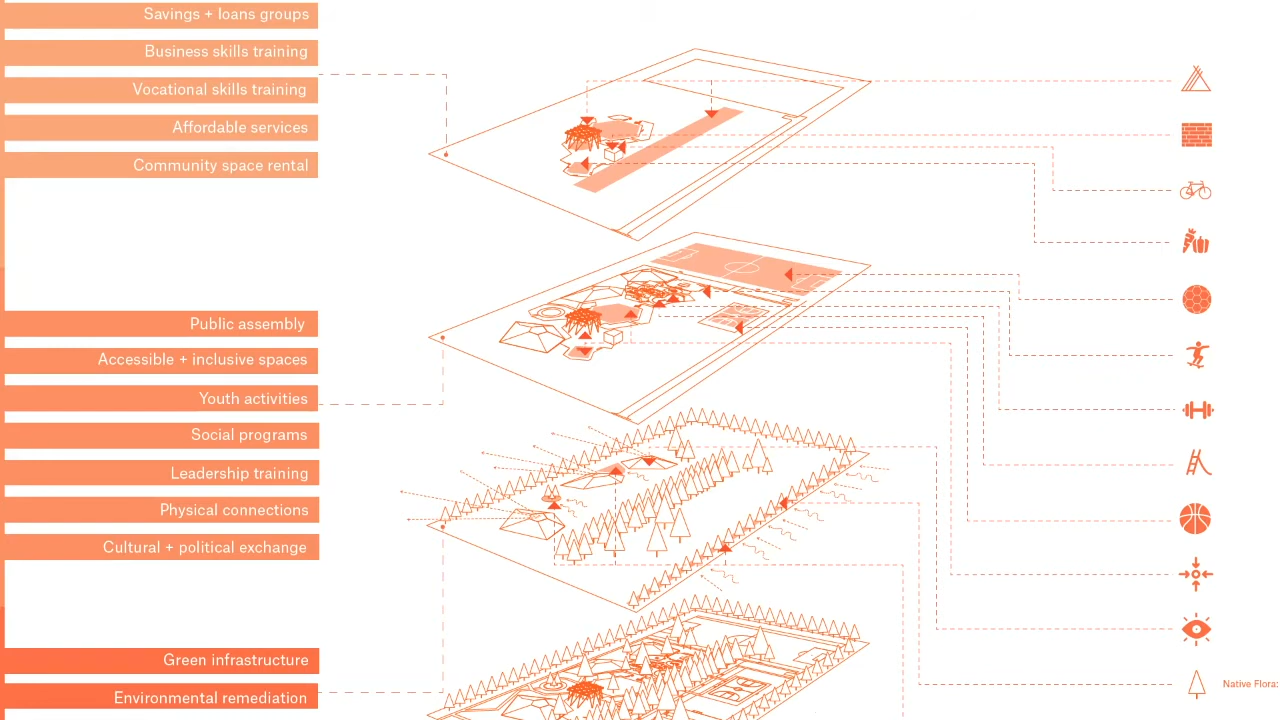 Savings + loans groups
Business skills training
Vocational skills training
Affordable services
Community space rental
Public assembly
Accessible + inclusive spaces
Youth activities
Social programs
Leadership training
Physical connections
Cultural + political exchange
Green infrastructure
Environmental remediation
Native Flora: